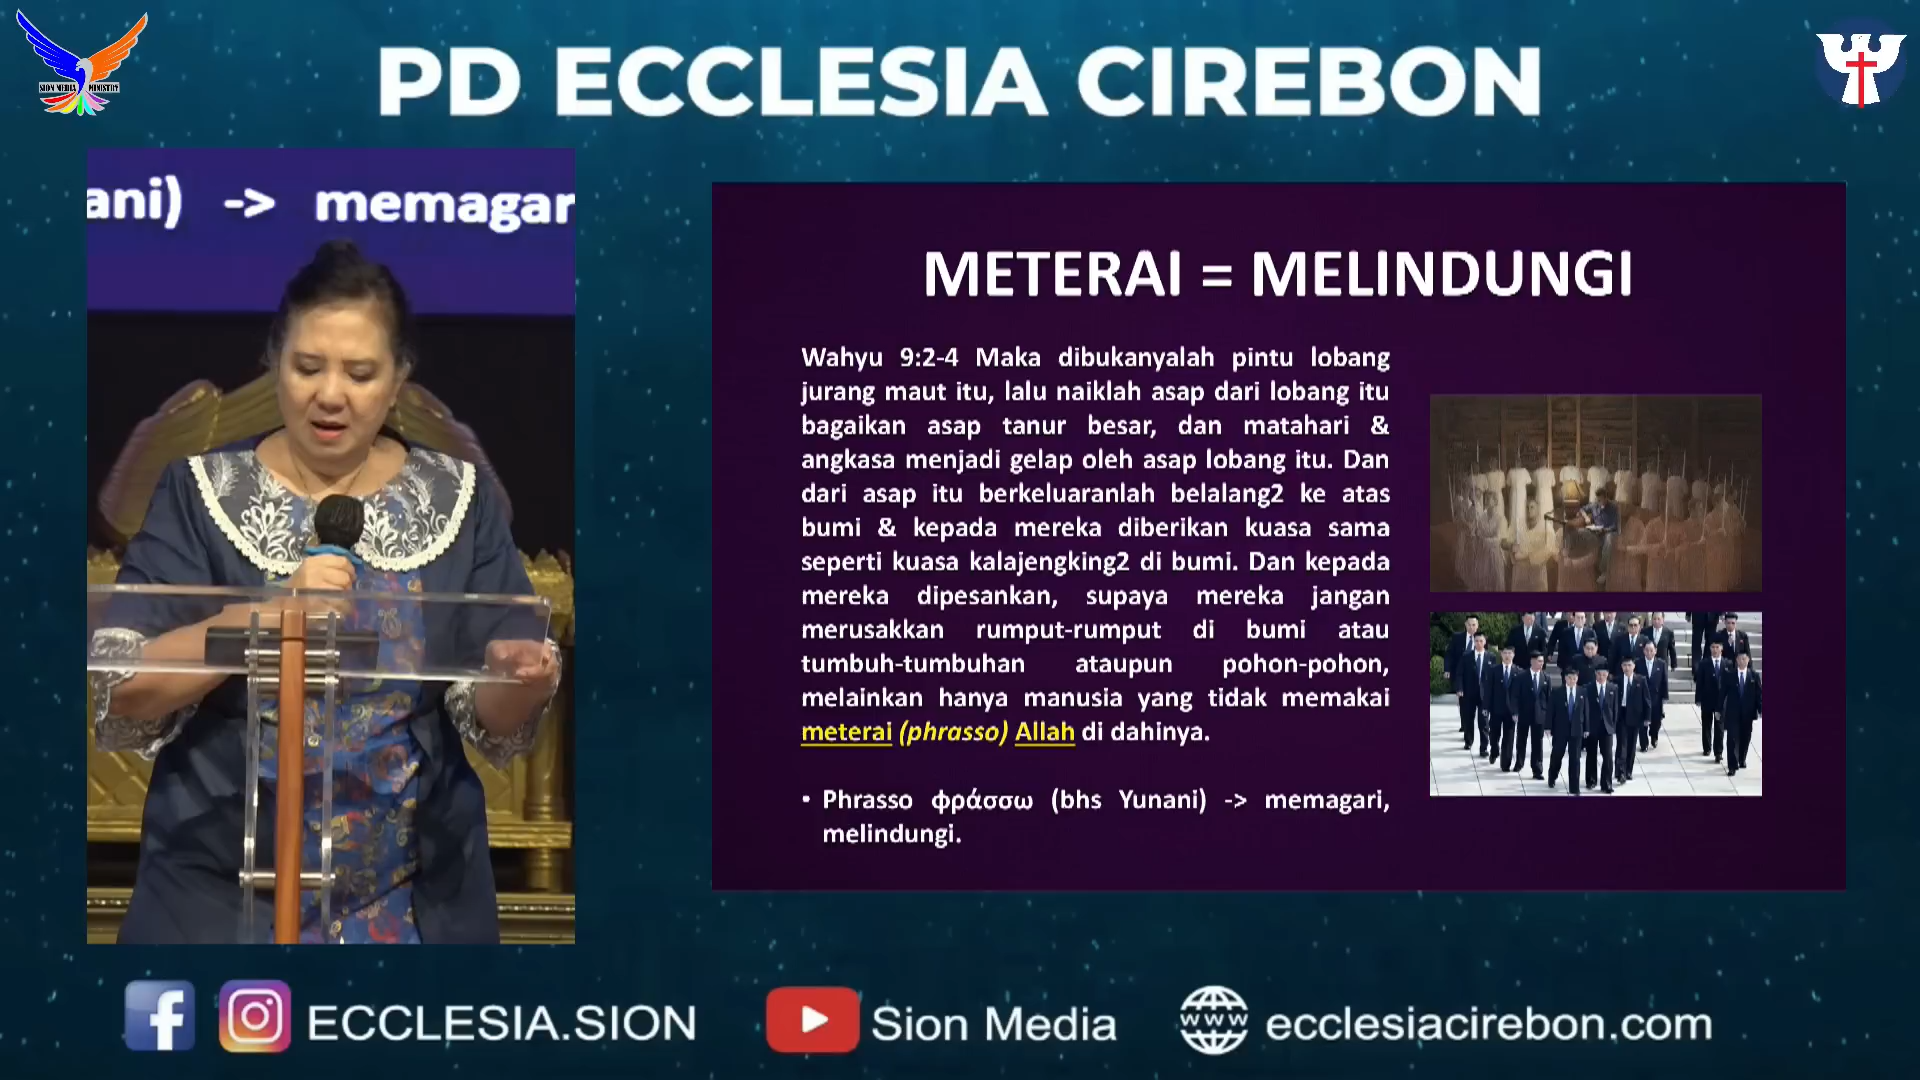 SION MEDIA MINISTRY
PD ECCLESIA CIREBON
ani) -> memagar
METERAI = MELINDUNGI
Wahyu 9:2-4 Maka dibukanyalah pintu lobang
jurang maut itu, lalu naiklah asap dari lobang itu
bagaikan asap tanur besar, dan matahari &
angkasa menjadi gelap oleh asap lobang itu. Dan
dari asap itu berkeluaranlah belalang2 ke atas
bumi & kepada mereka diberikan kuasa sama
seperti kuasa kalajengking2 di bumi. Dan kepada
mereka dipesankan, supaya mereka jangan
merusakkan rumput-rumput di bumi atau
tumbuh-tumbuhan ataupun pohon-pohon,
melainkan hanya manusia yang tidak memakai
meterai (phrasso) Allah di dahinya.
• Phrasso φράσσω (bhs Yunani) -> memagari,
melindungi.
ECCLESIA.SION
Sion Media
www
ecclesiacirebon.com